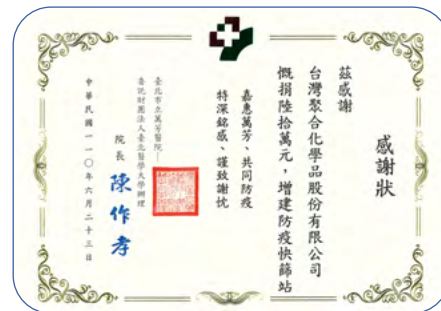 感謝狀
茲感謝
台灣聚合化學品股份有限公司
慨捐陸拾萬元，增建防疫快篩站
嘉惠萬芳、共同防疫
特深銘感、謹致謝忱
臺北市立萬芳醫院－
委託財團法人臺北醫學大學辦理
院長 陳作孝
中華民國一一〇年六月二十三日